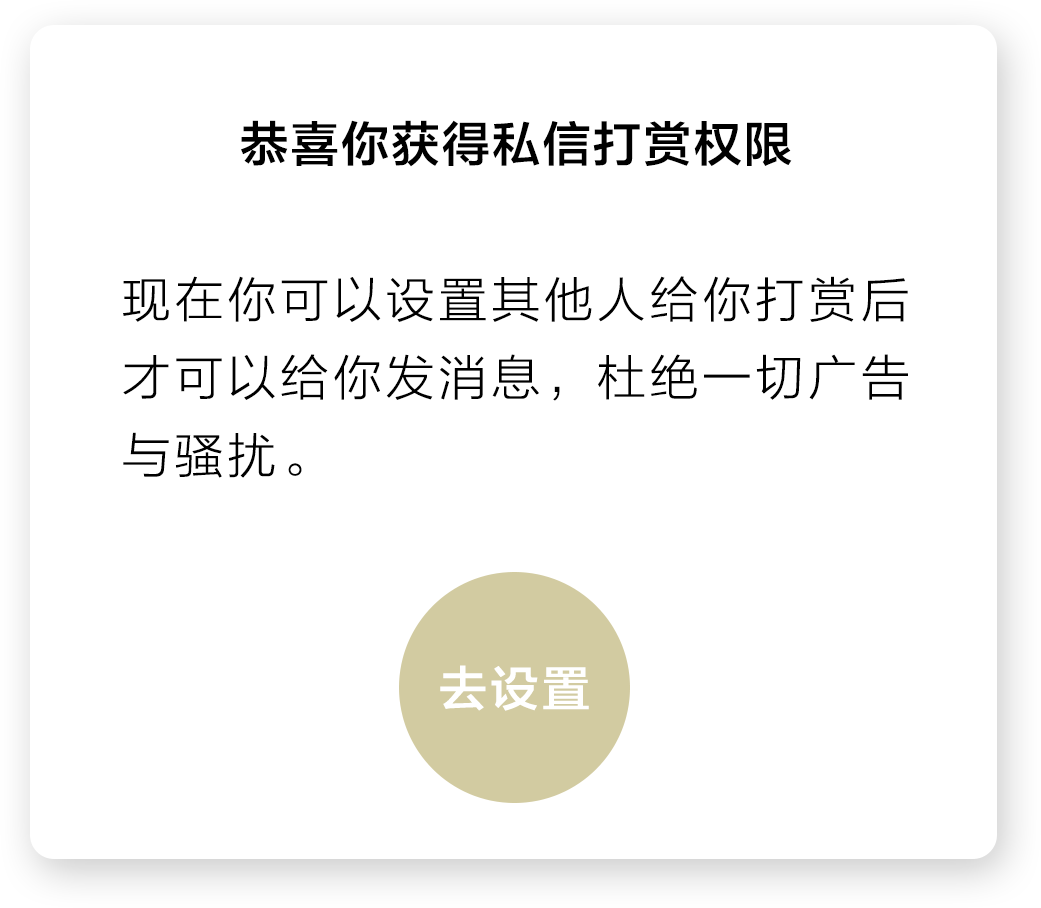 恭喜你获得私信打赏权限
现在你可以设置其他人给你打赏后
才可以给你发消息，杜绝一切广告
与骚扰。
去设置